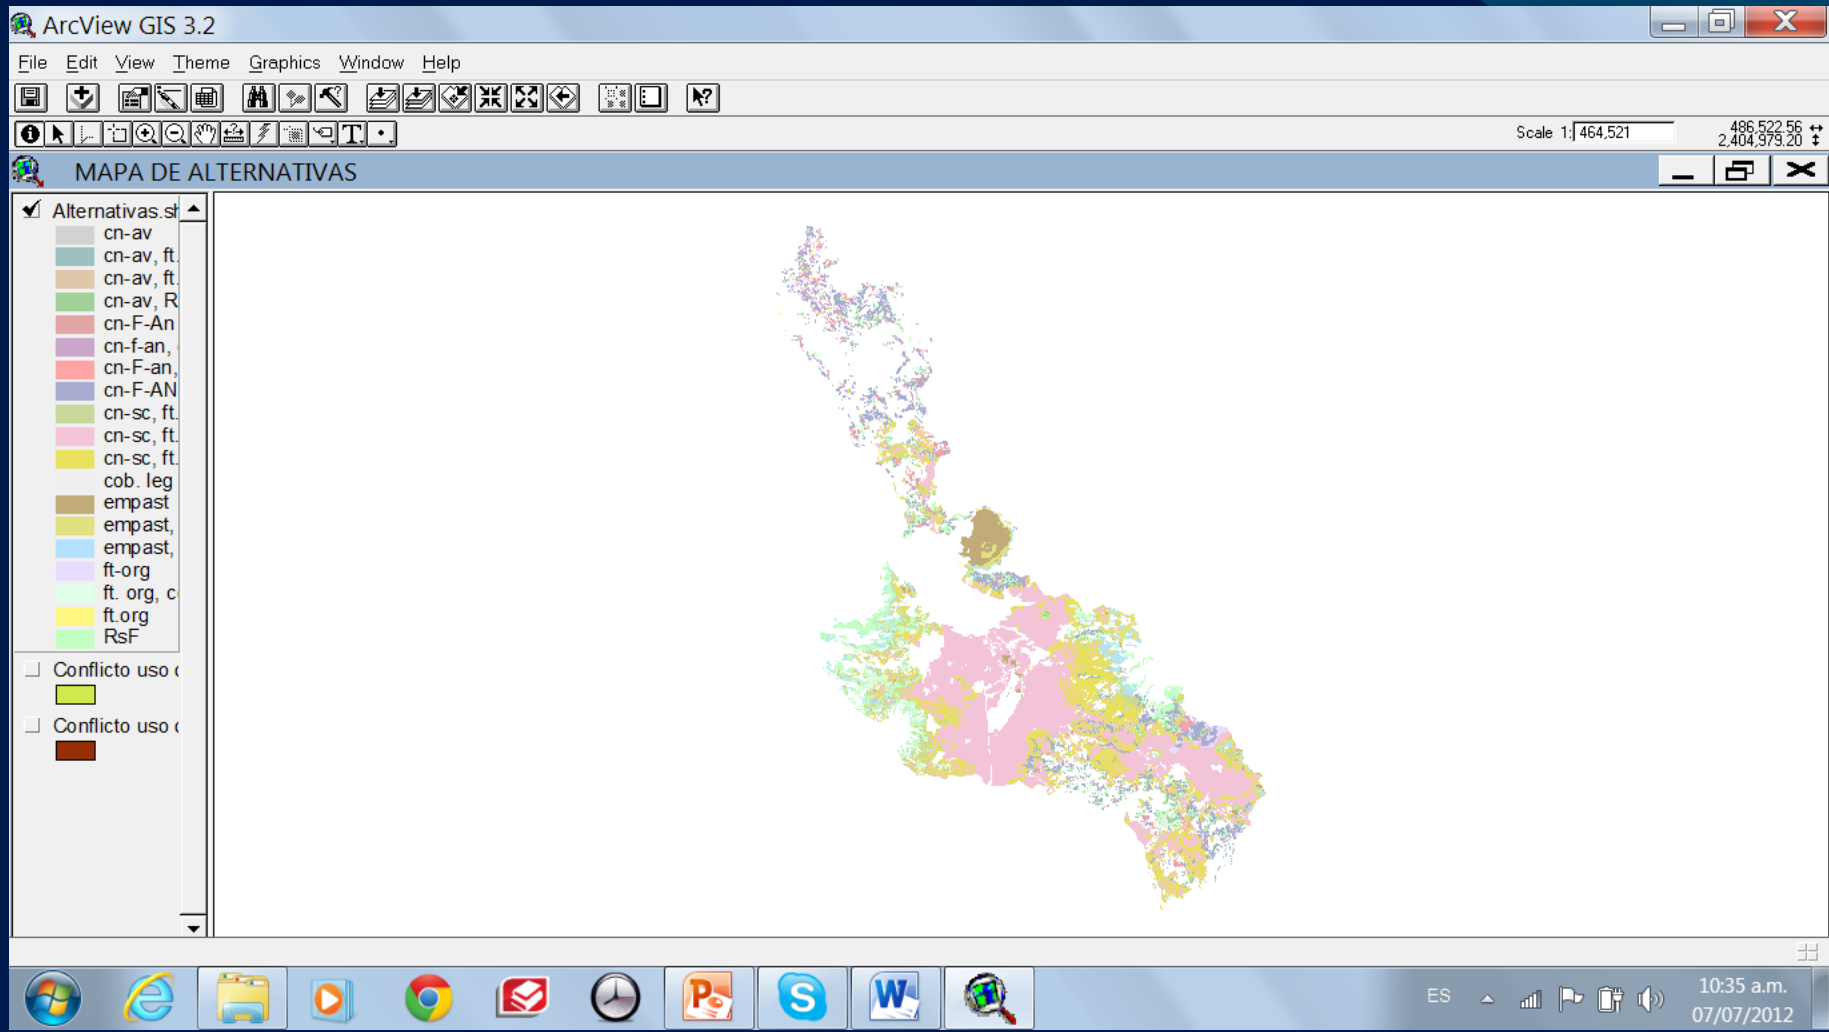 ArcView GIS 3.2
File Edit View Theme Graphics Window Help
Scale 1: 464,521
486,522.56
2,404,979.20
MAPA DE ALTERNATIVAS
Alternativas.sh
cn-av
cn-av, ft.
cn-av, ft.
cn-av, R
cn-F-An
cn-f-an,
cn-F-an,
cn-F-AN
cn-sc, ft.
cn-sc, ft.
cn-sc, ft.
cob. leg
empast
empast,
empast,
ft-org
ft. org, c
ft.org
RsF
Conflicto uso
Conflicto uso
ES
10:35 a.m.
07/07/2012